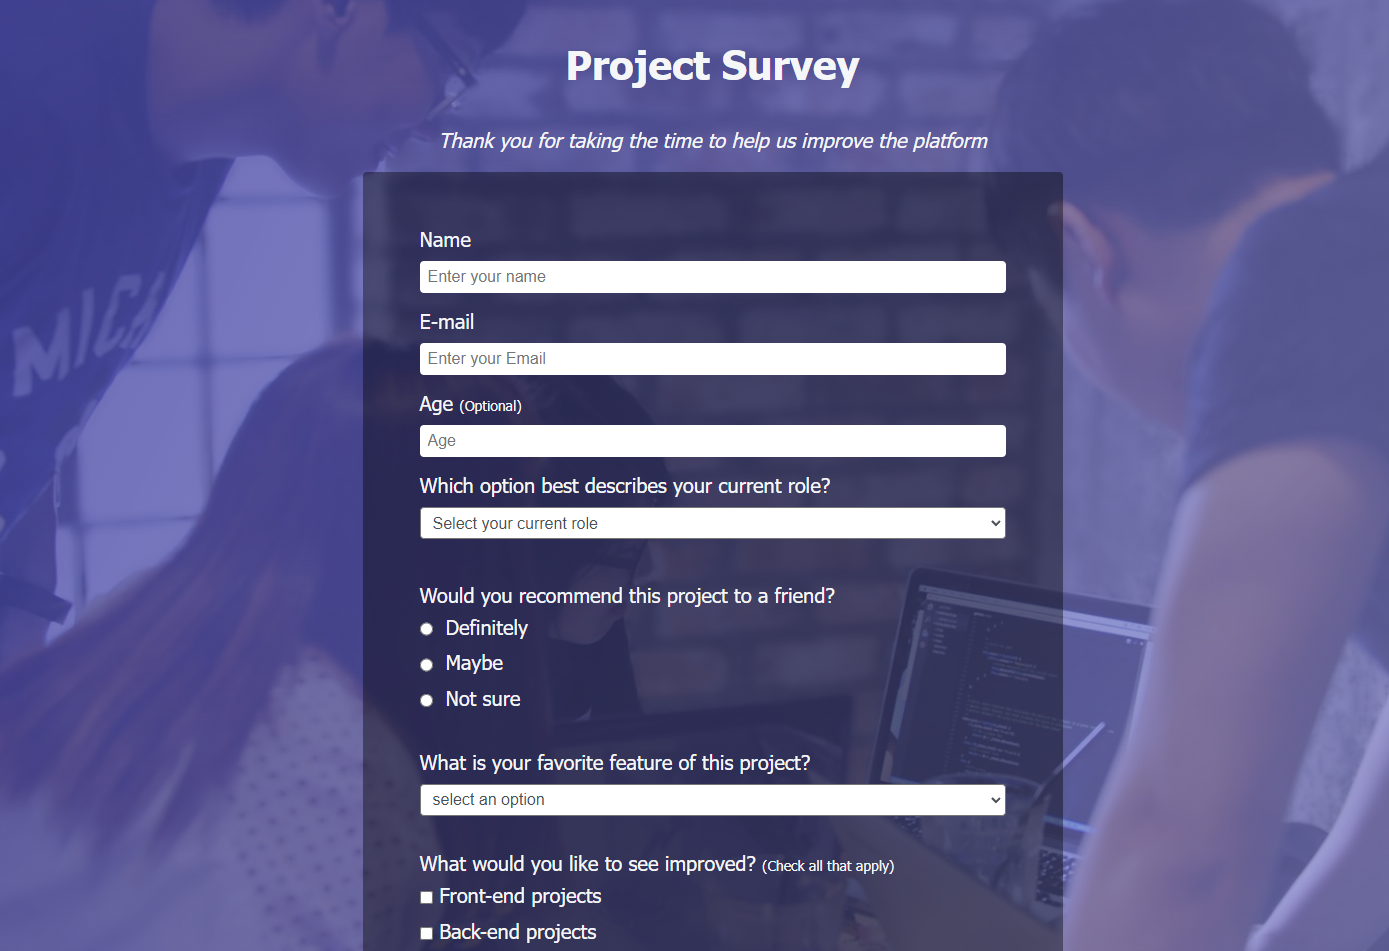 Project Survey
Thank you for taking the time to help us improve the platform
Name
Enter your name
E-mail
Enter your Email
Age (Optional)
Age
Which option best describes your current role?
Select your current role
Would you recommend this project to a friend?
Definitely
Maybe
Not sure
What is your favorite feature of this project?
select an option
What would you like to see improved? (Check all that apply)
Front-end projects
Back-end projects
MICH